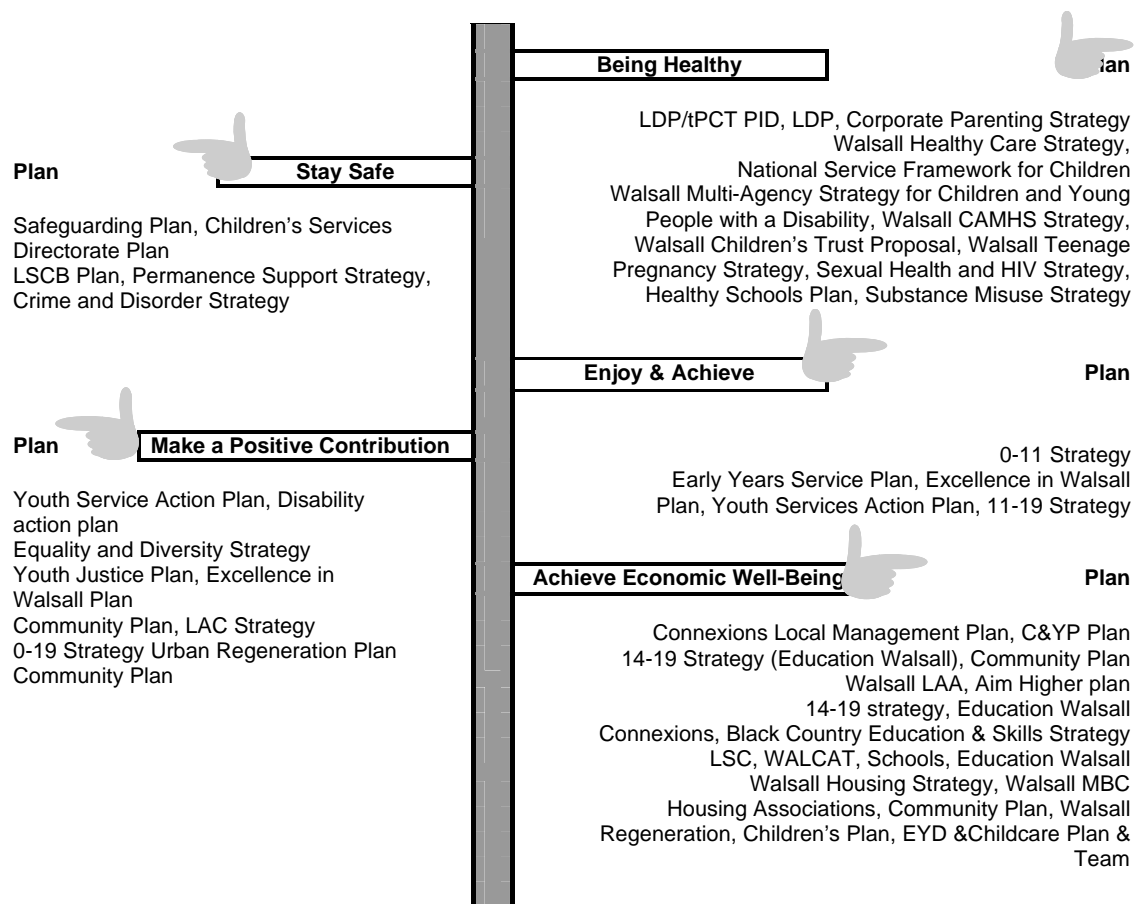 Being Healthy
lan
LDP/tPCT PID, LDP, Corporate Parenting Strategy
Walsall Healthy Care Strategy,
National Service Framework for Children
Walsall Multi-Agency Strategy for Children and Young
People with a Disability, Walsall CAMHS Strategy,
Walsall Children's Trust Proposal, Walsall Teenage
Pregnancy Strategy, Sexual Health and HIV Strategy,
Healthy Schools Plan, Substance Misuse Strategy
Plan
Stay Safe
Safeguarding Plan, Children's Services
Directorate Plan
LSCB Plan, Permanence Support Strategy,
Crime and Disorder Strategy
Enjoy & Achieve
Plan
0-11 Strategy
Early Years Service Plan, Excellence in Walsall
Plan, Youth Services Action Plan, 11-19 Strategy
Plan
Make a Positive Contribution
Youth Service Action Plan, Disability
action plan
Equality and Diversity Strategy
Youth Justice Plan, Excellence in
Walsall Plan
Community Plan, LAC Strategy
0-19 Strategy Urban Regeneration Plan
Community Plan
Achieve Economic Well-Being
Plan
Connexions Local Management Plan, C&YP Plan
14-19 Strategy (Education Walsall), Community Plan
Walsall LAA, Aim Higher plan
14-19 strategy, Education Walsall
Connexions, Black Country Education & Skills Strategy
LSC, WALCAT, Schools, Education Walsall
Walsall Housing Strategy, Walsall MBC
Housing Associations, Community Plan, Walsall
Regeneration, Children's Plan, EYD &Childcare Plan &
Team